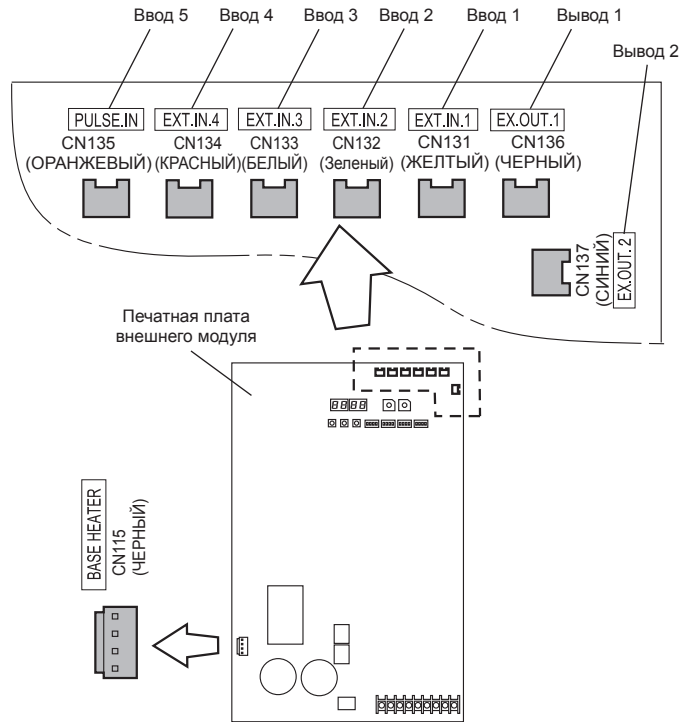 Ввод 5
Ввод 4
Ввод 3
Ввод 2
Ввод 1
Вывод 1
Вывод 2
PULSE.IN
EXT.IN.4
EXT.IN.3
EXT.IN.2
EXT.IN.1
EX.OUT.1
CN135
CN134
CN133
CN132
CN131
CN136
(ОРАНЖЕВЫЙ)
(КРАСНЫЙ)
(БЕЛЫЙ)
(Зеленый)
(ЖЕЛТЫЙ)
(ЧЕРНЫЙ)
CN137
(СИНИЙ)
EX.OUT. 2
Печатная плата
внешнего модуля
BASE HEATER
CN115
(ЧЕРНЫЙ)